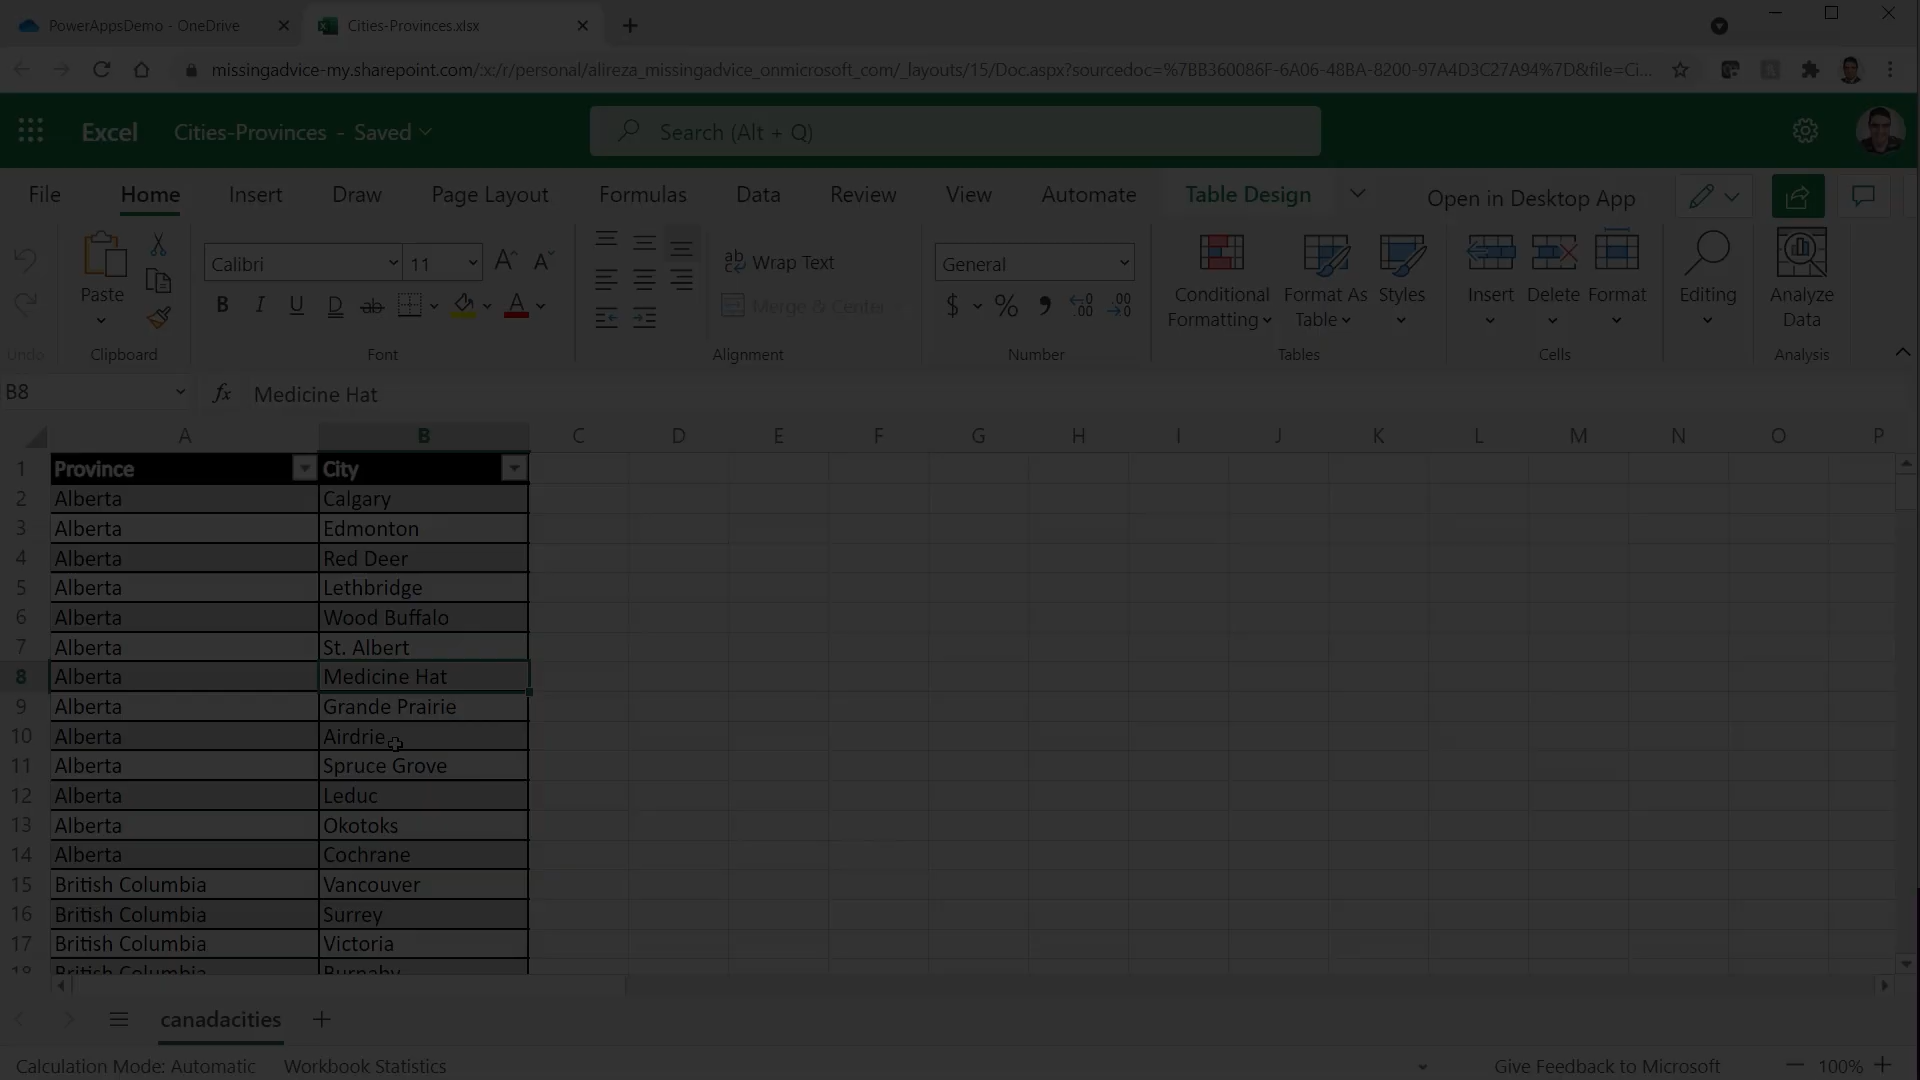 PowerAppsDemo - OneDrive
Cities-Provinces.xlsx
missingadvice-my.sharepoint.com/:x:/r/personal/alireza_missingadvice_onmicrosoft_com/_layouts/15/Doc.aspx?sourcedoc=%7BB360086F-6A06-48BA-8200-97A4D3C27A94%7D&file=Ci...
Excel
Cities-Provinces - Saved
Search (Alt + Q)
File Home Insert Draw Page Layout Formulas Data Review View Automate Table Design Open in Desktop App
Calibri 11
Wrap Text
General
Paste
B I U D ab A
Merge & Center
$ % 9 .00
Conditional Formatting
Format As Table
Styles
Insert
Delete
Format
Editing
Analyze Data
Undo Clipboard Font Alignment Number Tables Cells Analysis
B8 fx Medicine Hat
A B C D E F G H I J K L M N O P
1 Province City
2 Alberta Calgary
3 Alberta Edmonton
4 Alberta Red Deer
5 Alberta Lethbridge
6 Alberta Wood Buffalo
7 Alberta St. Albert
8 Alberta Medicine Hat
9 Alberta Grande Prairie
10 Alberta Airdrie
11 Alberta Spruce Grove
12 Alberta Leduc
13 Alberta Okotoks
14 Alberta Cochrane
15 British Columbia Vancouver
16 British Columbia Surrey
17 British Columbia Victoria
18 British Columbia Burnaby
canadacities
Calculation Mode: Automatic Workbook Statistics Give Feedback to Microsoft 100%